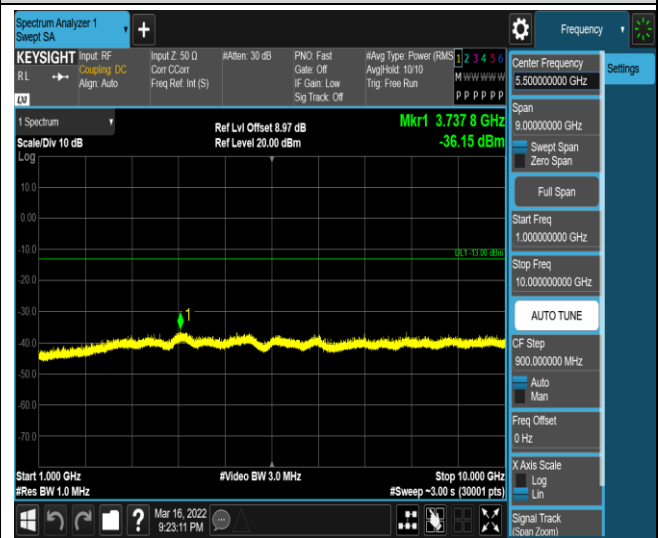 Spectrum Analyzer 1
Swept SA
Frequency
KEYSIGHT
RL
LXI
Input: RF
Coupling: DC
Align: Auto
Input Z: 50 Ω
Corr CCorr
Freq Ref: Int (S)
#Atten: 30 dB
PNO: Fast
Gate: Off
IF Gain: Low
Sig Track: Off
#Avg Type: Power (RMS
Avg|Hold: 10/10
Trig: Free Run
1 2 3 4 5 6
M W W W W W
P P P P P P
1 Spectrum
Scale/Div 10 dB
Log
Ref Lvl Offset 8.97 dB
Ref Level 20.00 dBm
Mkr1 3.737 8 GHz
-36.15 dBm
10.0
0.00
-10.0
DL1 -13.00 dBm
-20.0
-30.0
1
-40.0
-50.0
-60.0
-70.0
Start 1.000 GHz
#Video BW 3.0 MHz
Stop 10.000 GHz
#Res BW 1.0 MHz
#Sweep ~3.00 s (30001 pts)
Center Frequency
5.500000000 GHz
Settings
Span
9.00000000 GHz
Swept Span
Zero Span
Full Span
Start Freq
1.000000000 GHz
Stop Freq
10.000000000 GHz
AUTO TUNE
CF Step
900.000000 MHz
Auto
Man
Freq Offset
0 Hz
X Axis Scale
Log
Lin
Signal Track
(Span Zoom)
?
Mar 16, 2022
9:23:11 PM